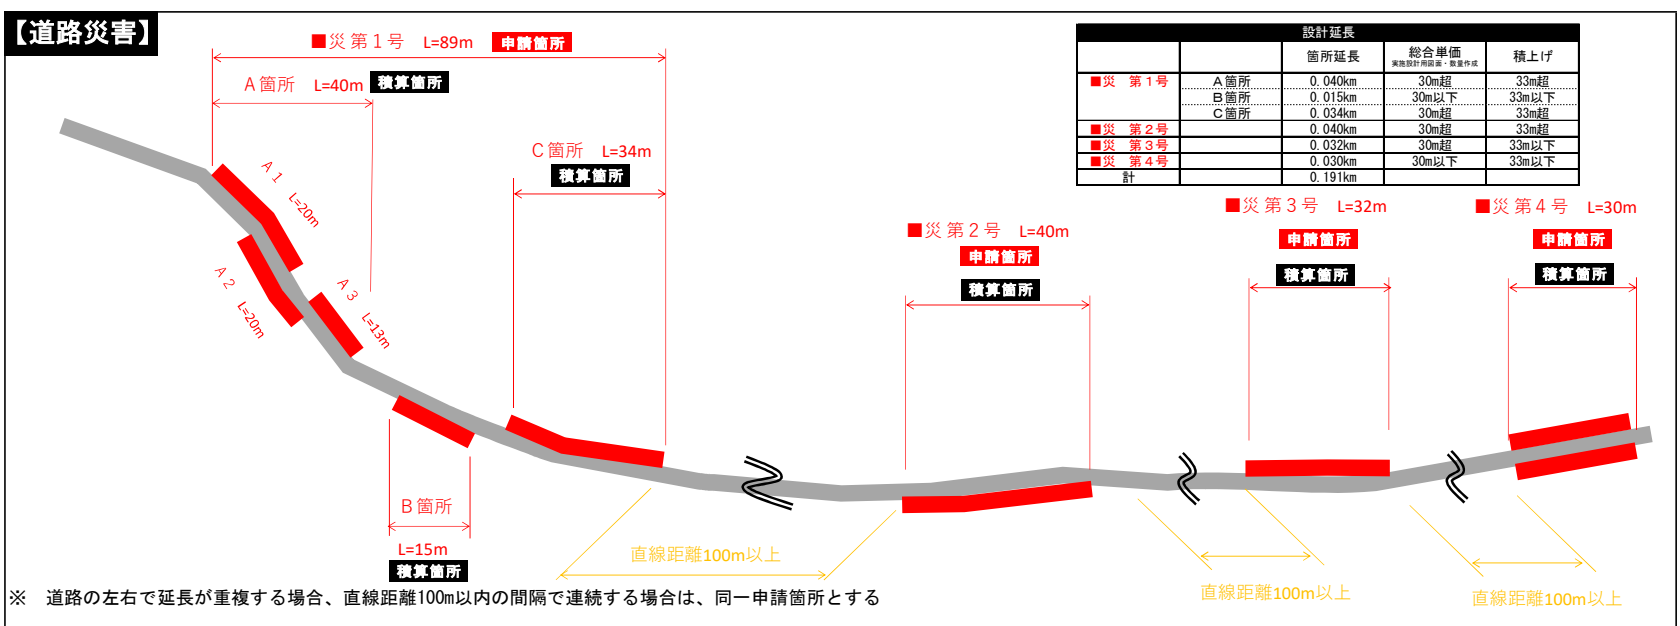 【道路災害】
■災第1号 L=89m 申請箇所
A箇所 L=40m 積算箇所
C箇所 L=34m
積算箇所
A1 L=20m
A2 L=20m
A3 L=13m
B箇所
L=15m
積算箇所
■災第2号 L=40m
申請箇所
積算箇所
■災第3号 L=32m
申請箇所
積算箇所
■災第4号 L=30m
申請箇所
積算箇所
直線距離100m以上
直線距離100m以上
直線距離100m以上
設計延長
箇所延長 総合単価 積上げ
実施設計用図面・数量作成
■災 第1号 A箇所 0.040km 30m超 33m超
B箇所 0.015km 30m以下 33m以下
C箇所 0.034km 30m超 33m超
■災 第2号 0.040km 30m超 33m超
■災 第3号 0.032km 30m超 33m以下
■災 第4号 0.030km 30m以下 33m以下
計 0.191km
※ 道路の左右で延長が重複する場合、直線距離100m以内の間隔で連続する場合は、同一申請箇所とする